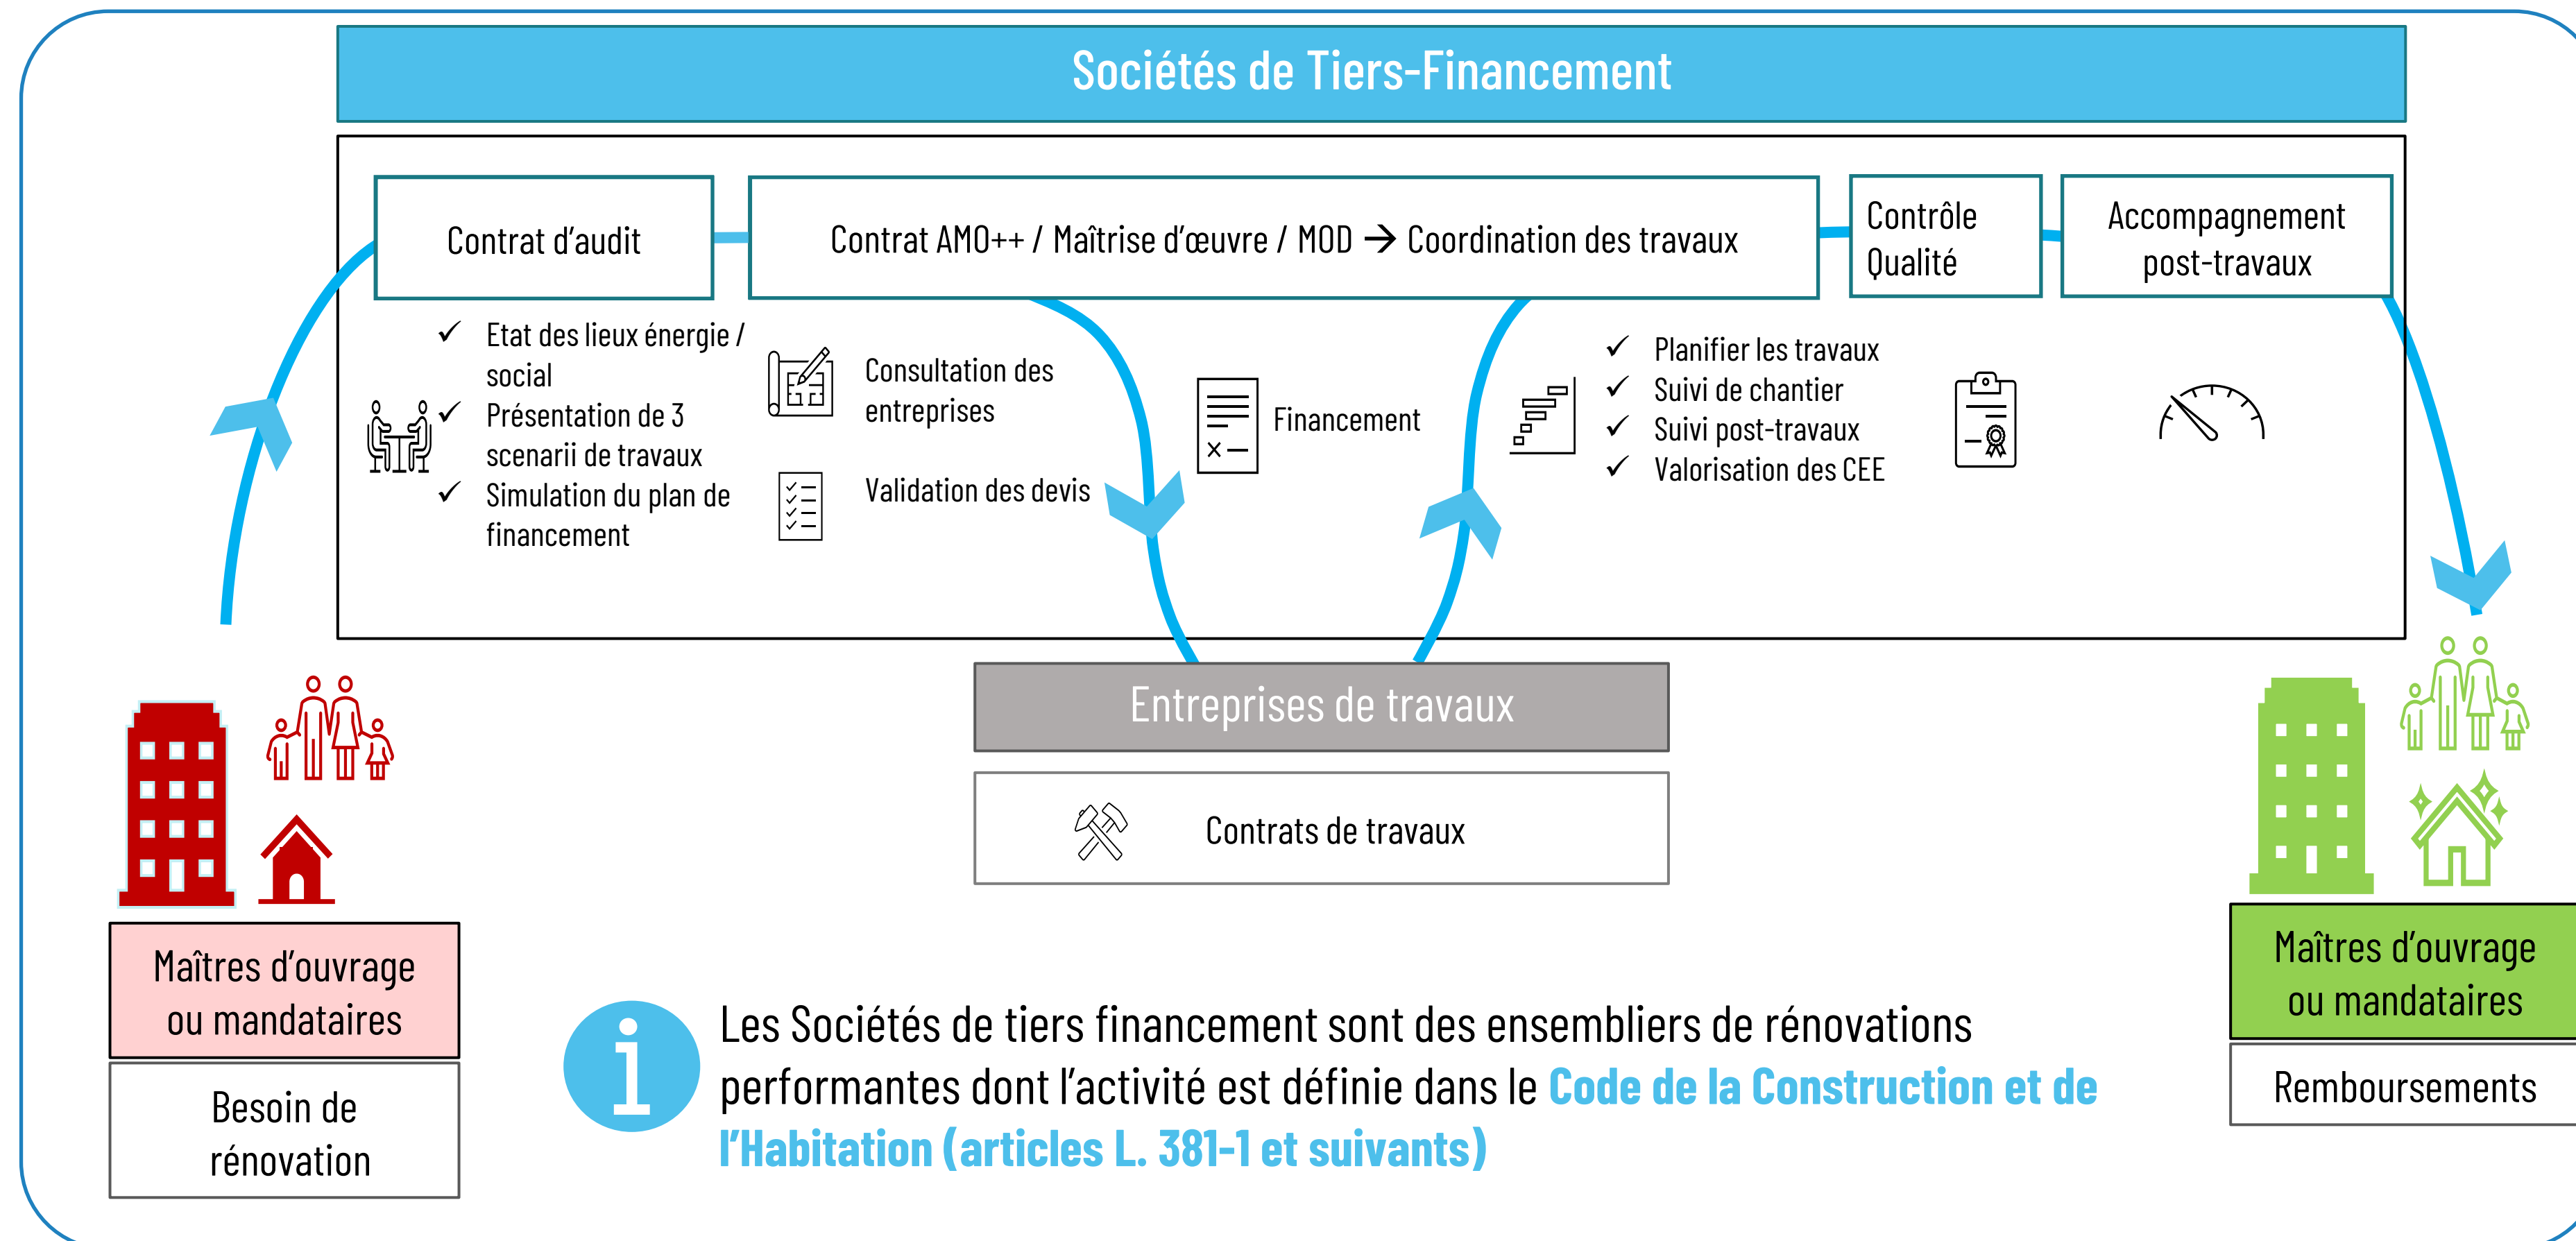 Sociétés de Tiers-Financement
Contrat d’audit
Contrat AMO++ / Maîtrise d’œuvre / MOD → Coordination des travaux
Contrôle
Qualité
Accompagnement
post-travaux
✓ Etat des lieux énergie /
social
✓ Présentation de 3
scenarii de travaux
✓ Simulation du plan de
financement
Consultation des
entreprises
Validation des devis
Financement
✓ Planifier les travaux
✓ Suivi de chantier
✓ Suivi post-travaux
✓ Valorisation des CEE
Entreprises de travaux
Contrats de travaux
Maîtres d’ouvrage
ou mandataires
Besoin de
rénovation
Les Sociétés de tiers financement sont des ensembliers de rénovations
performantes dont l’activité est définie dans le Code de la Construction et de
l’Habitation (articles L. 381-1 et suivants)
Maîtres d’ouvrage
ou mandataires
Remboursements